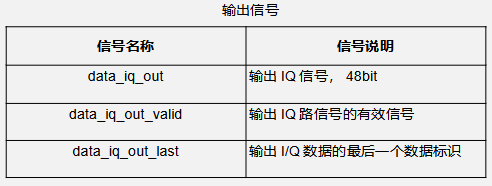 输出信号
信号名称 信号说明
data_iq_out 输出 IQ 信号， 48bit
data_iq_out_valid 输出 IQ 路信号的有效信号
data_iq_out_last 输出 I/Q 数据的最后一个数据标识